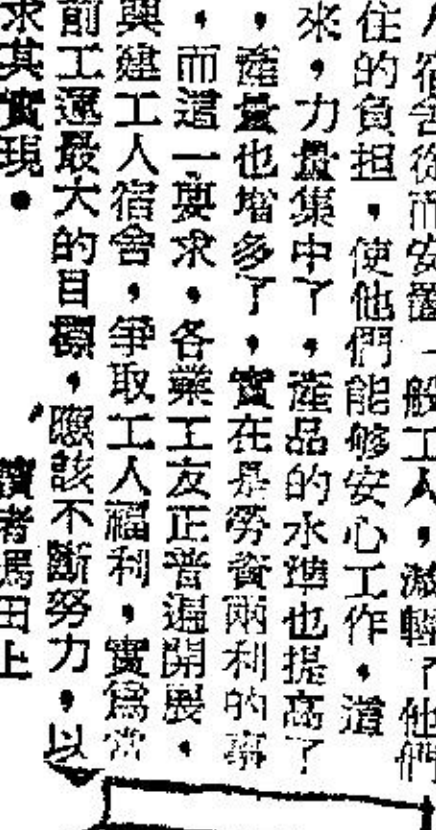 宿舍從而安置一般工人，減輕了他們
住的負担，使他們能够安心工作，這
來，力量集中了，產品的水準也提高了
，產量也增多了，實在是勞資兩利的事
，而這一要求，各業工友正普遍開展，
興建工人宿舍，爭取工人福利，實爲當
前工運最大的目標，應該不斷努力，以
求其實現。
讀者馮田上